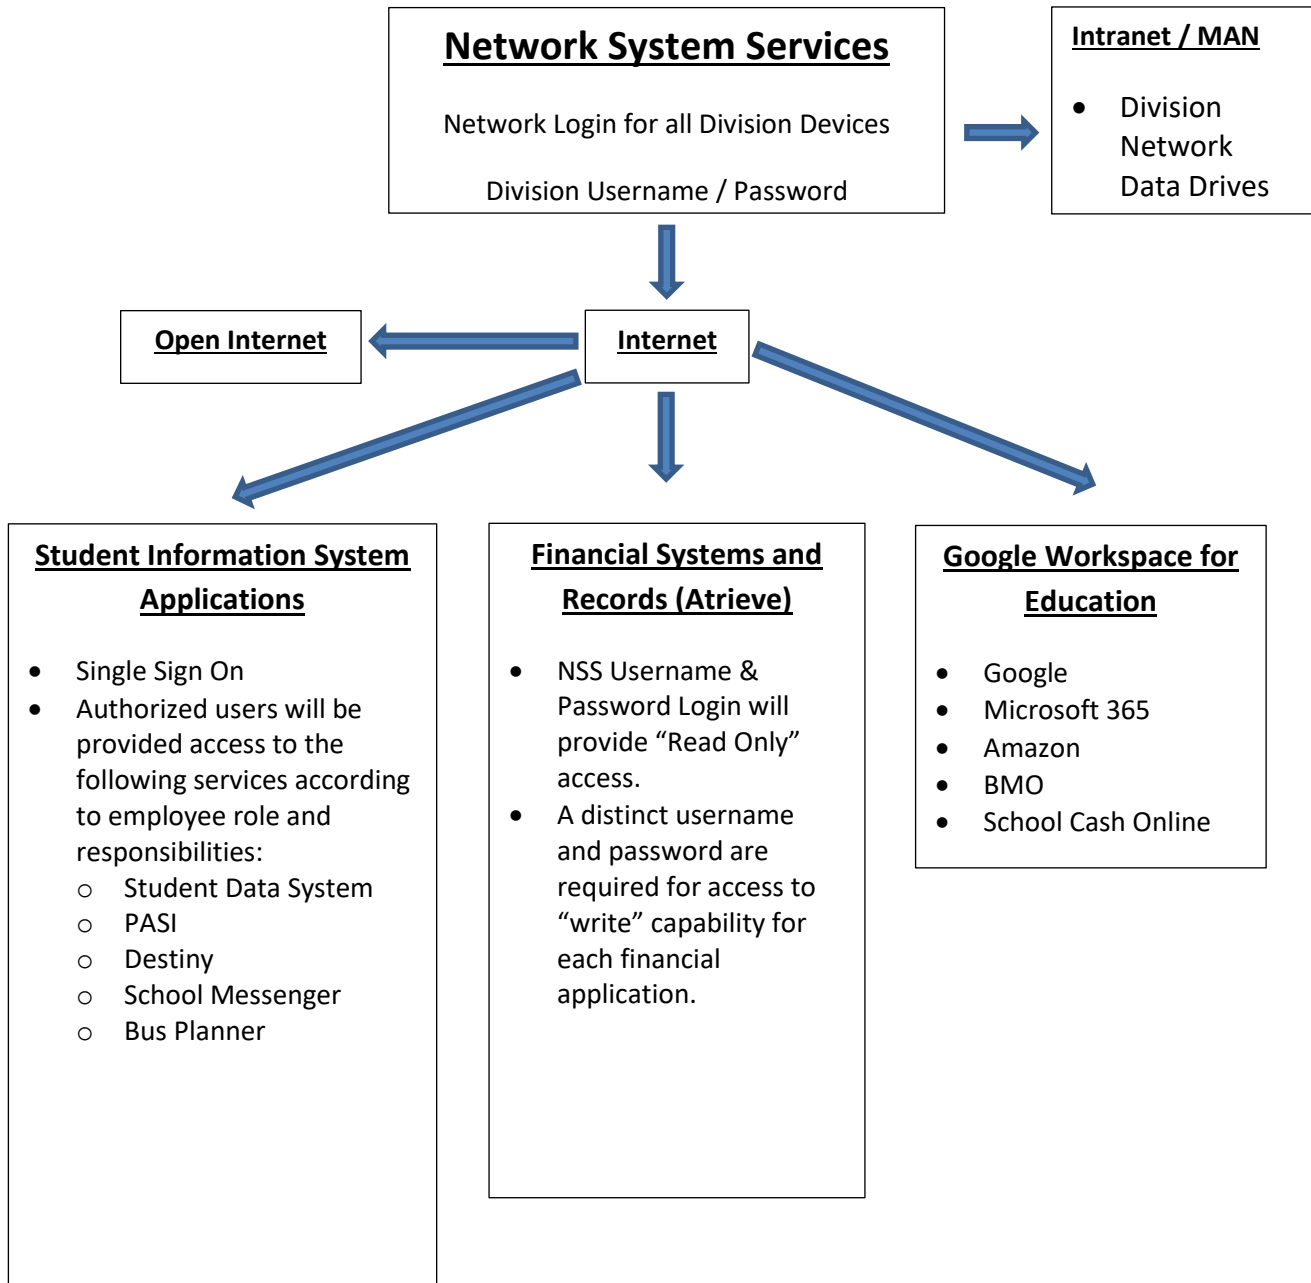 Network System Services
Network Login for all Division Devices
Division Username / Password
Intranet / MAN
• Division
Network
Data Drives
Open Internet
Internet
Student Information System
Applications
• Single Sign On
• Authorized users will be
provided access to the
following services according
to employee role and
responsibilities:
o Student Data System
o PASI
o Destiny
o School Messenger
o Bus Planner
Financial Systems and
Records (Atrieve)
• NSS Username &
Password Login will
provide “Read Only”
access.
• A distinct username
and password are
required for access to
“write” capability for
each financial
application.
Google Workspace for
Education
• Google
• Microsoft 365
• Amazon
• BMO
• School Cash Online